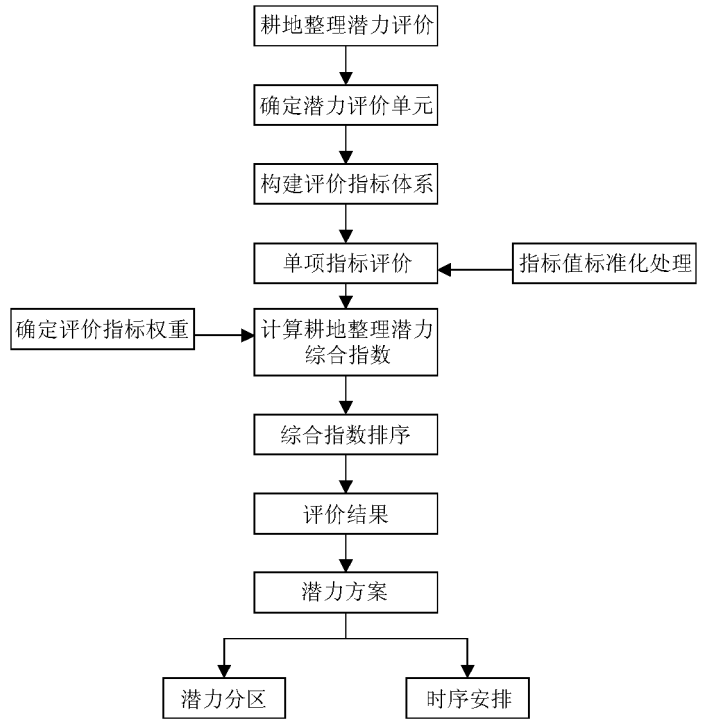 耕地整理潜力评价
确定潜力评价单元
构建评价指标体系
单项指标评价
指标值标准化处理
确定评价指标权重
计算耕地整理潜力
综合指数
综合指数排序
评价结果
潜力方案
潜力分区
时序安排